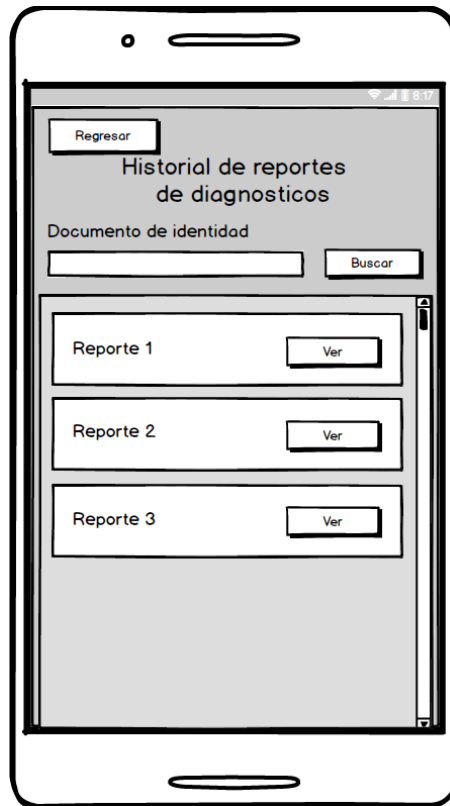 8:17
Regresar
Historial de reportes
de diagnosticos
Documento de identidad
Buscar
Reporte 1
Ver
Reporte 2
Ver
Reporte 3
Ver